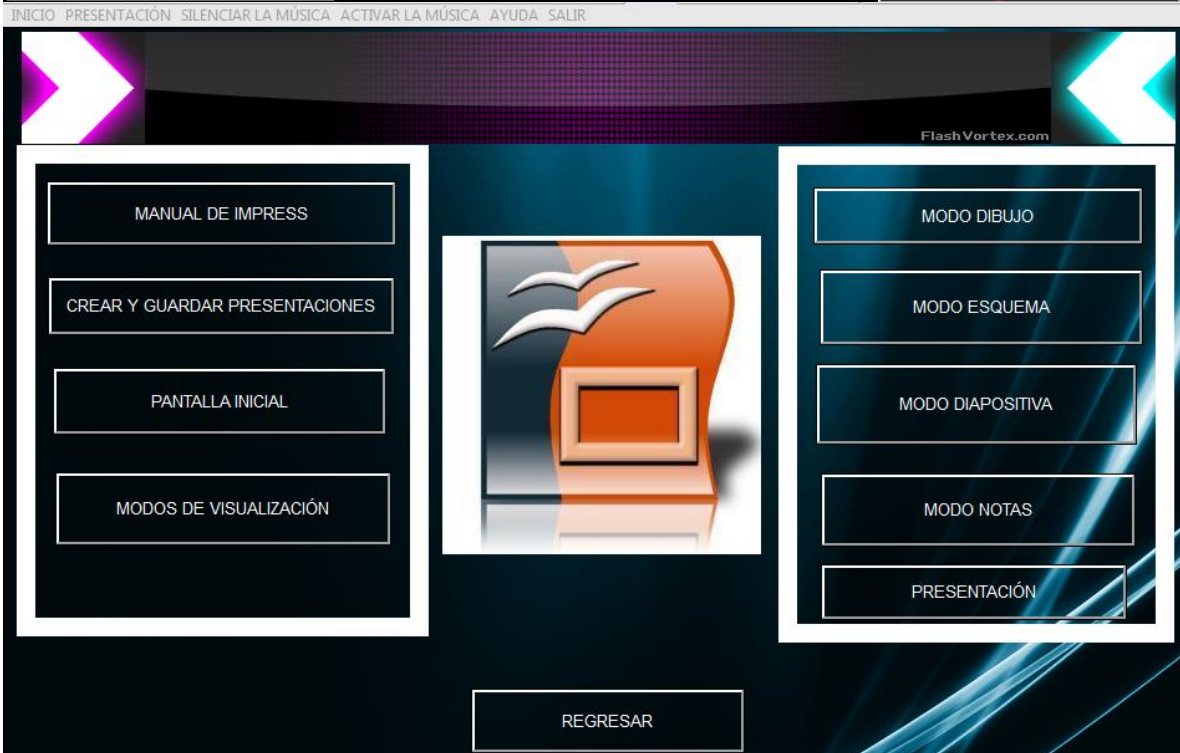 INICIO PRESENTACIÓN SILENCIAR LA MÚSICA ACTIVAR LA MÚSICA AYUDA SALIR
FlashVortex.com
MANUAL DE IMPRESS
CREAR Y GUARDAR PRESENTACIONES
PANTALLA INICIAL
MODOS DE VISUALIZACIÓN
MODO DIBUJO
MODO ESQUEMA
MODO DIAPOSITIVA
MODO NOTAS
PRESENTACIÓN
REGRESAR